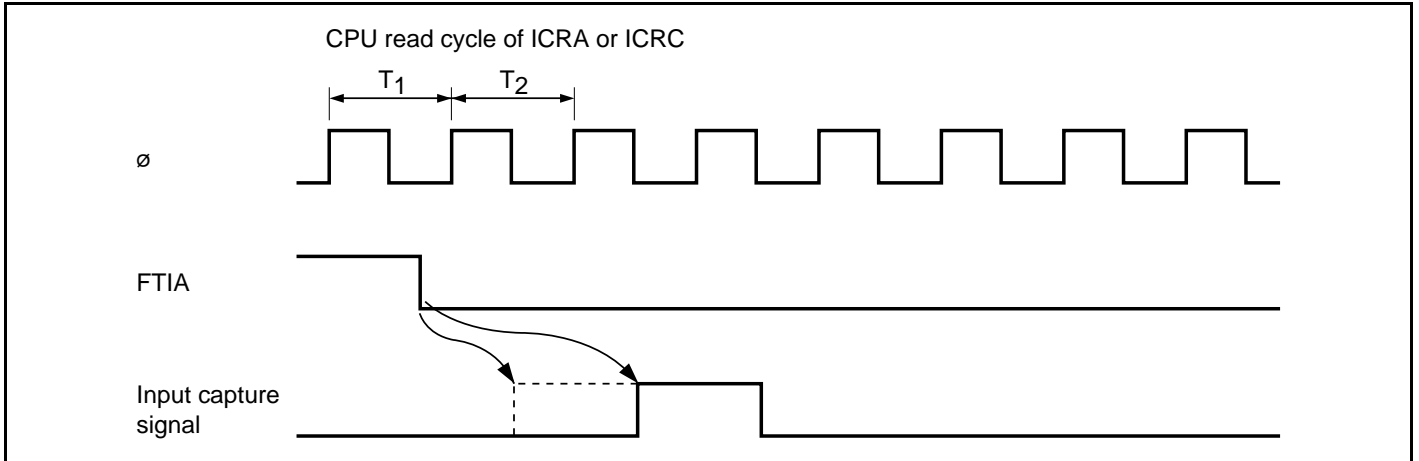 CPU read cycle of ICRA or ICRC
T1 T2
ø
FTIA
Input capture
signal